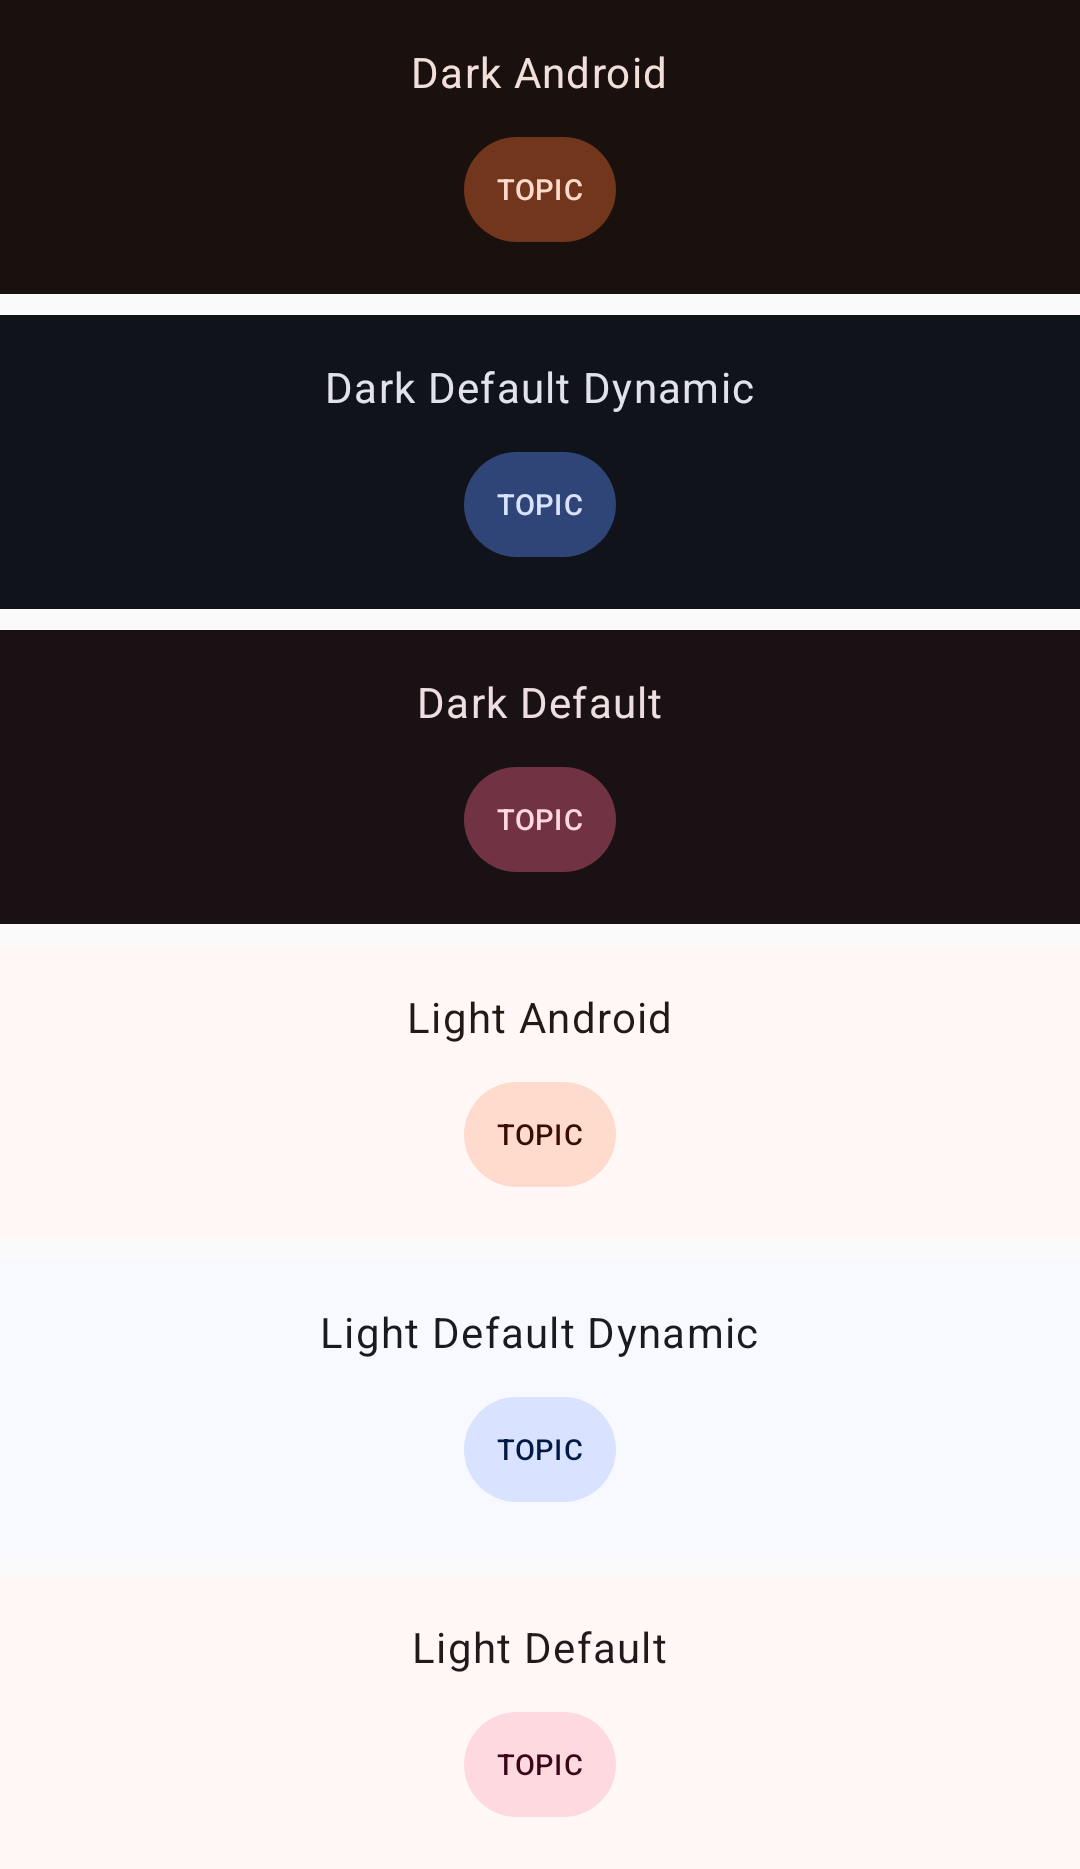 Dark Android
TOPIC
Dark Default Dynamic
TOPIC
Dark Default
TOPIC
Light Android
TOPIC
Light Default Dynamic
TOPIC
Light Default
TOPIC